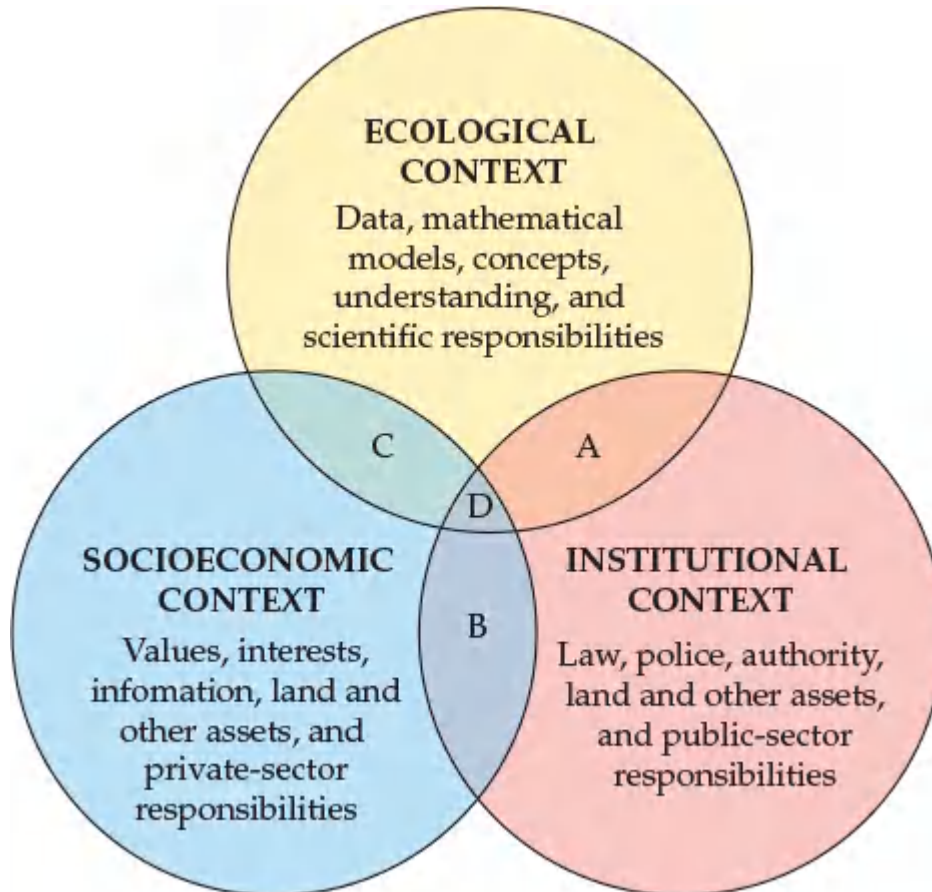 ECOLOGICAL
CONTEXT
Data, mathematical
models, concepts,
understanding, and
scientific responsibilities
C
A
D
SOCIOECONOMIC
CONTEXT
Values, interests,
infomation, land and
other assets, and
private-sector
responsibilities
B
INSTITUTIONAL
CONTEXT
Law, police, authority,
land and other assets,
and public-sector
responsibilities